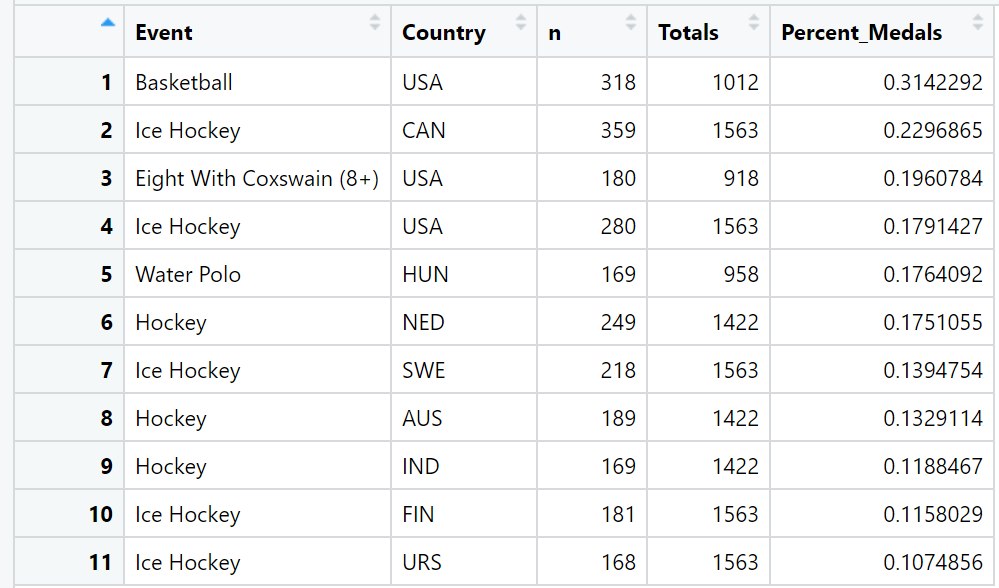 Event Country n Totals Percent_Medals
1 Basketball USA 318 1012 0.3142292
2 Ice Hockey CAN 359 1563 0.2296865
3 Eight With Coxswain (8+) USA 180 918 0.1960784
4 Ice Hockey USA 280 1563 0.1791427
5 Water Polo HUN 169 958 0.1764092
6 Hockey NED 249 1422 0.1751055
7 Ice Hockey SWE 218 1563 0.1394754
8 Hockey AUS 189 1422 0.1329114
9 Hockey IND 169 1422 0.1188467
10 Ice Hockey FIN 181 1563 0.1158029
11 Ice Hockey URS 168 1563 0.1074856